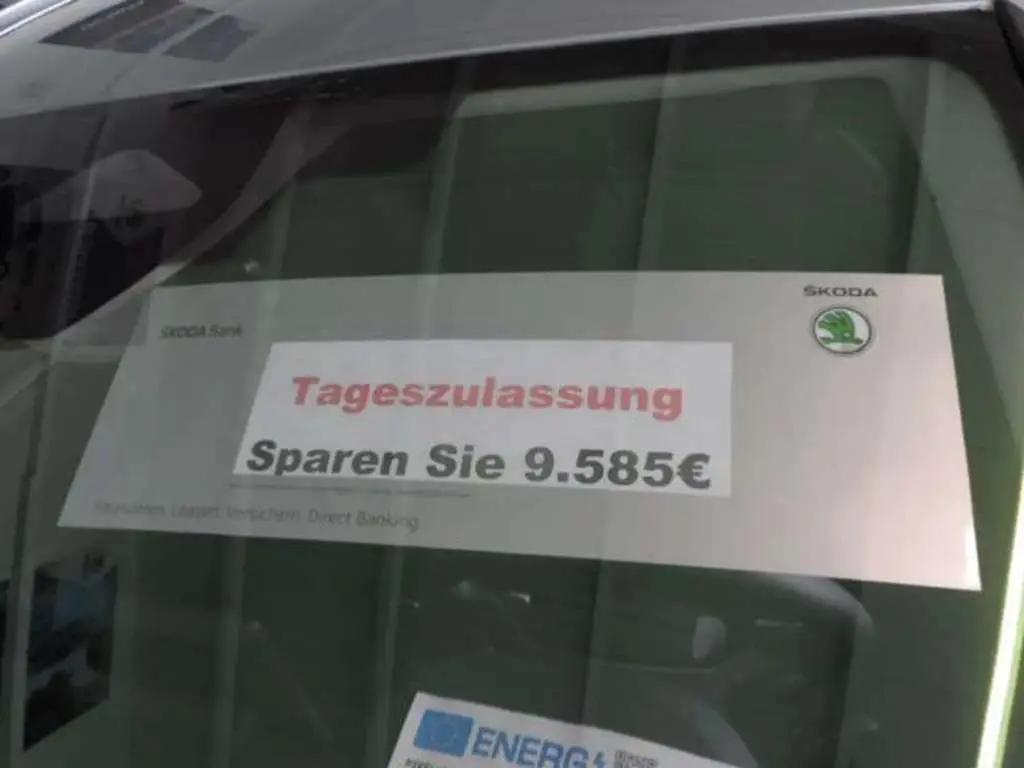 ŠKODA
ŠKODA Bank
Tageszulassung
Sparen Sie 9.585€
Finanzieren. Leasen. Versichern. Direct Banking.
ENERG